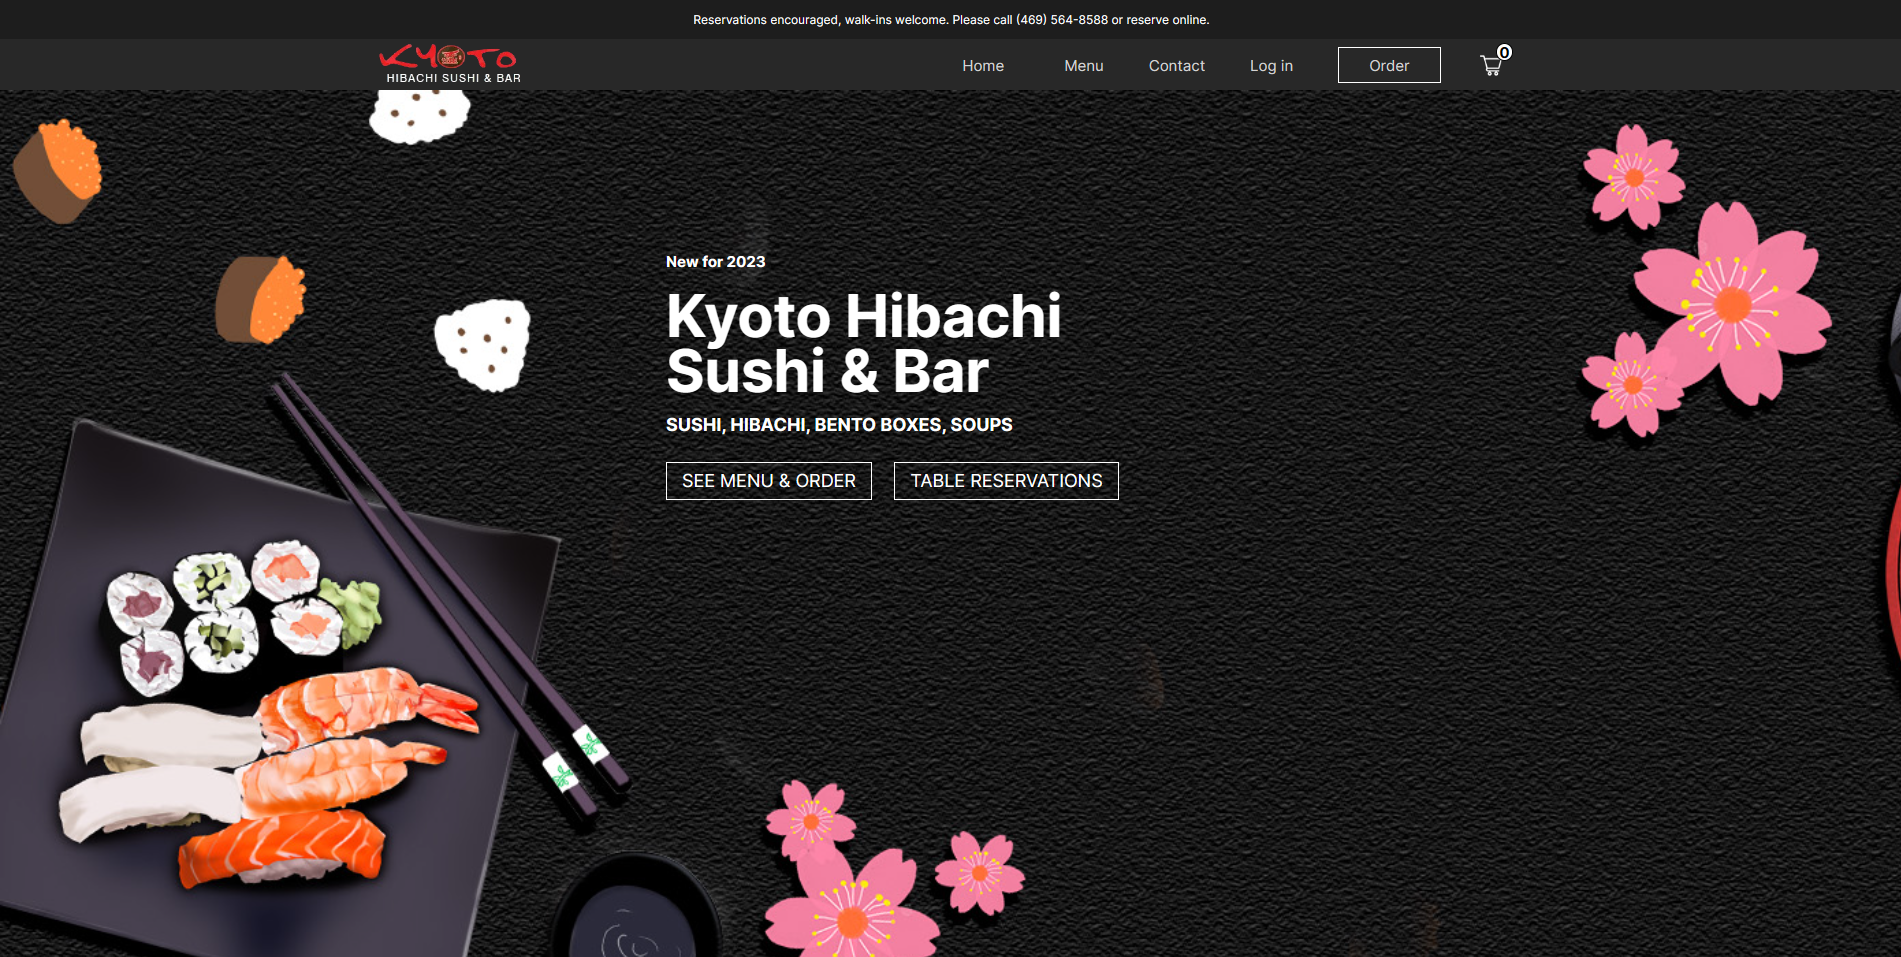 Reservations encouraged, walk-ins welcome. Please call (469) 564-8588 or reserve online.
KYOTO
HIBACHI SUSHI & BAR
Home Menu Contact Log in Order 0
New for 2023
Kyoto Hibachi
Sushi & Bar
SUSHI, HIBACHI, BENTO BOXES, SOUPS
SEE MENU & ORDER TABLE RESERVATIONS